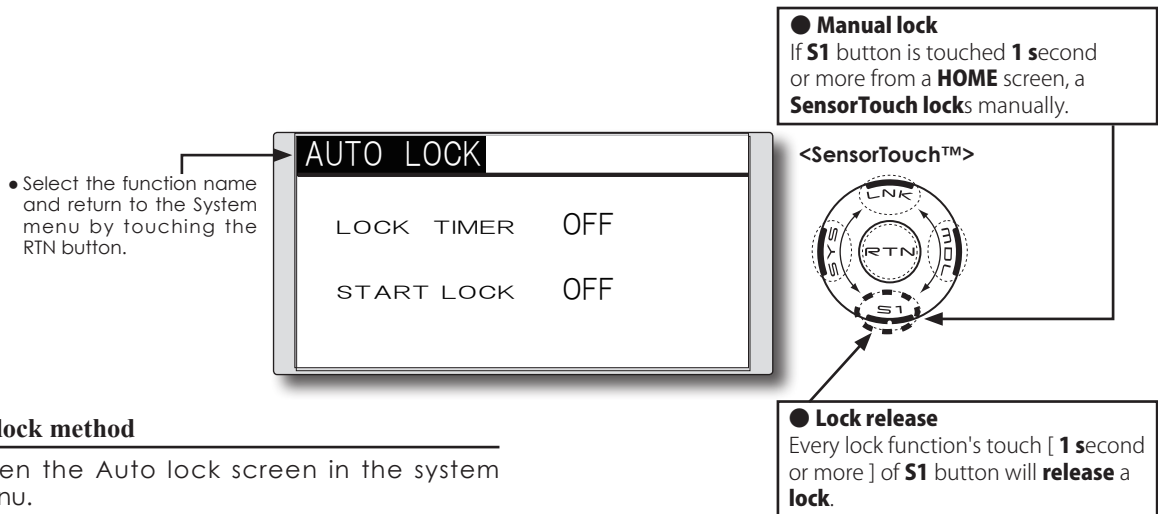 ● Manual lock
If S1 button is touched 1 second
or more from a HOME screen, a
SensorTouch locks manually.
AUTO LOCK
● Select the function name
and return to the System
menu by touching the
RTN button.
LOCK TIMER OFF
START LOCK OFF
<SensorTouch™>
LNK
SYS
RTN
MDL
S1
● Lock release
Every lock function's touch [ 1 second
or more ] of S1 button will release a
lock.
lock method
en the Auto lock screen in the system
nu.